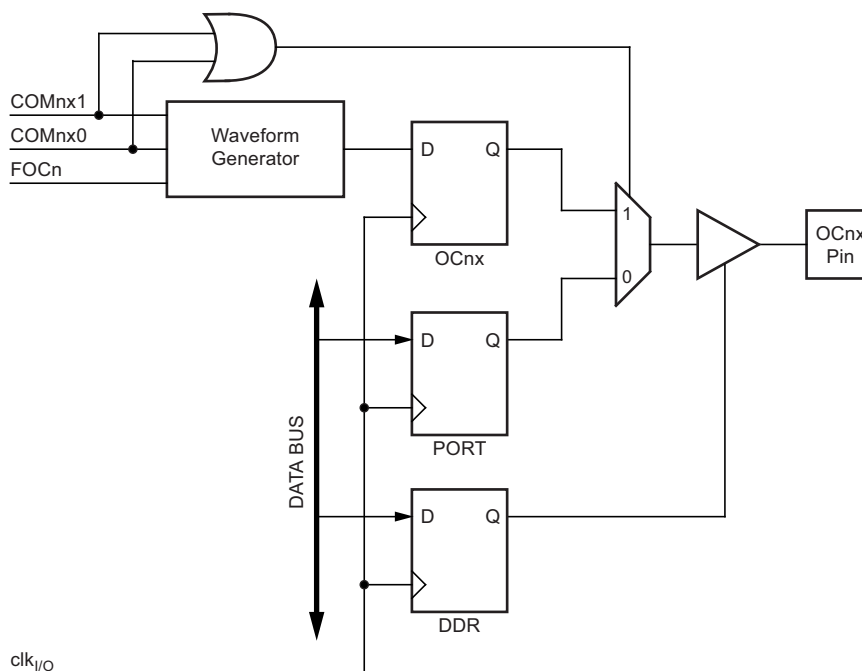 COMnx1
COMnx0
FOCn
Waveform
Generator
D
Q
OCnx
1
0
OCnx
Pin
D
Q
PORT
DATA BUS
D
Q
DDR
clkI/O